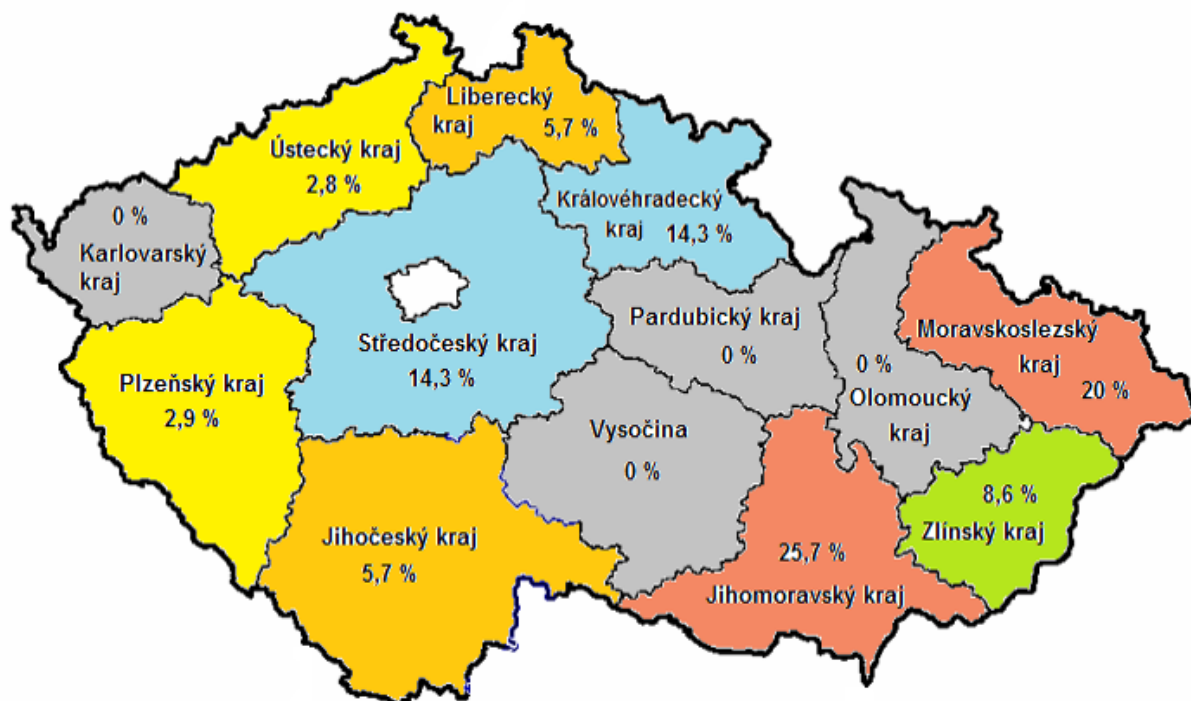 Liberecký
kraj 5,7 %
Ústecký kraj
2,8 %
Královéhradecký
kraj 14,3 %
0 %
Karlovarský
kraj
Pardubický kraj
0 %
Moravskoslezský
kraj
20 %
Středočeský kraj
14,3 %
0 %
Olomoucký
kraj
Plzeňský kraj
2,9 %
Vysočina
0 %
8,6 %
Zlínský kraj
Jihočeský kraj
5,7 %
25,7 %
Jihomoravský kraj